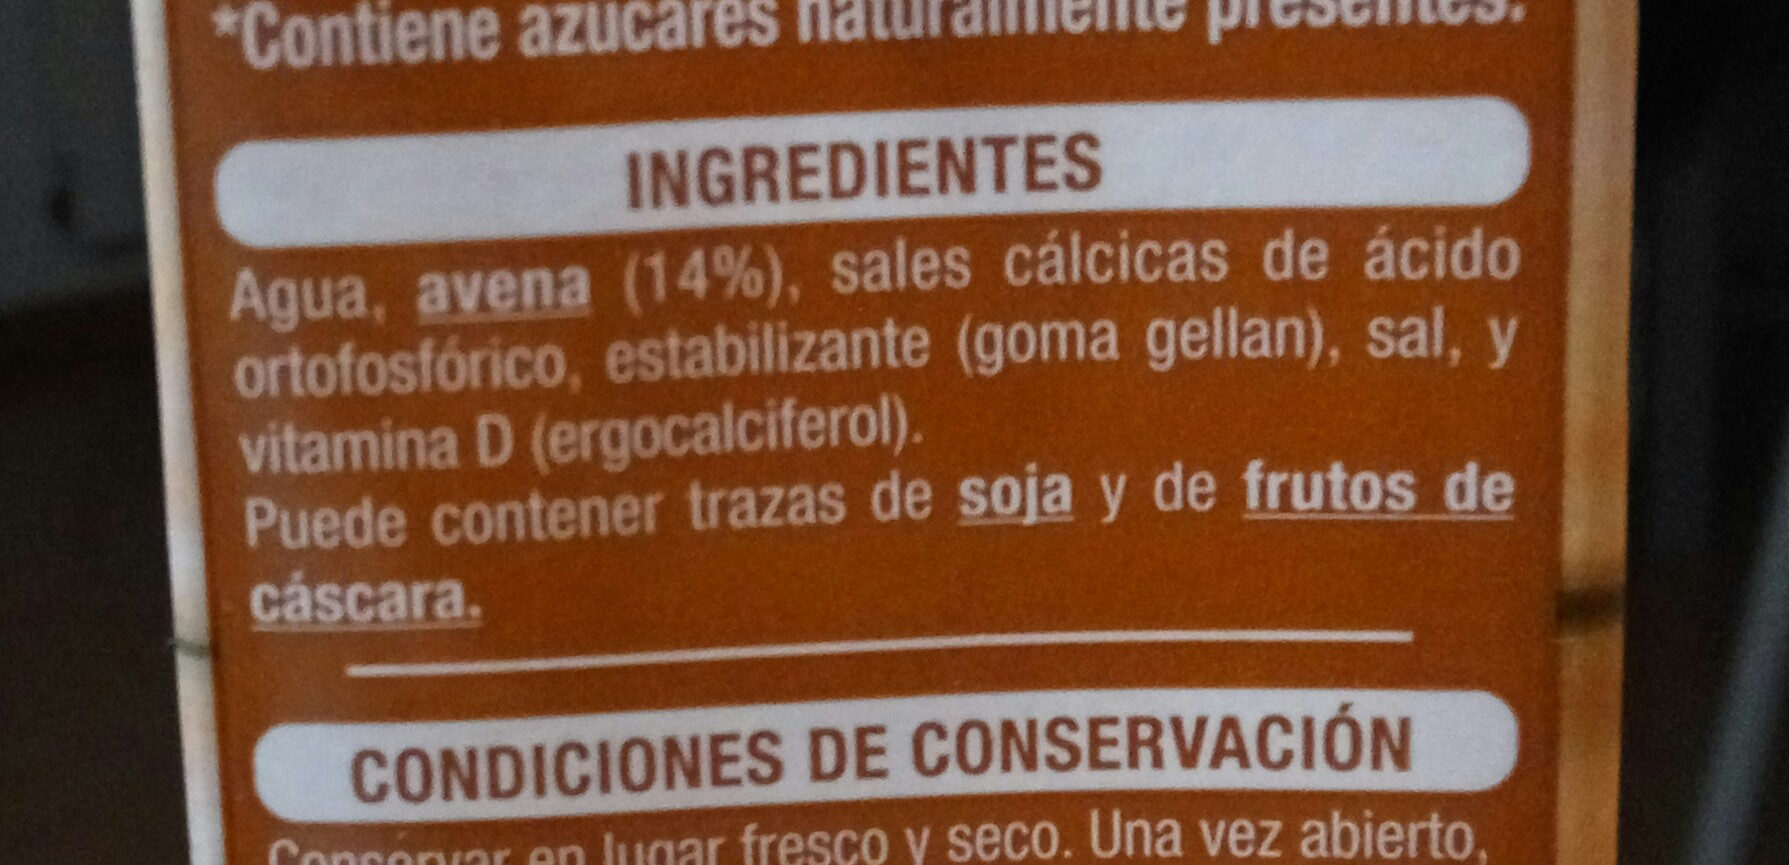 *Contiene azúcares naturalmente presentes.
INGREDIENTES
Agua, avena (14%), sales cálcicas de ácido
ortofosfórico, estabilizante (goma gellan), sal, y
vitamina D (ergocalciferol).
Puede contener trazas de soja y de frutos de
cáscara.
CONDICIONES DE CONSERVACIÓN
Conservar en lugar fresco y seco. Una vez abierto,